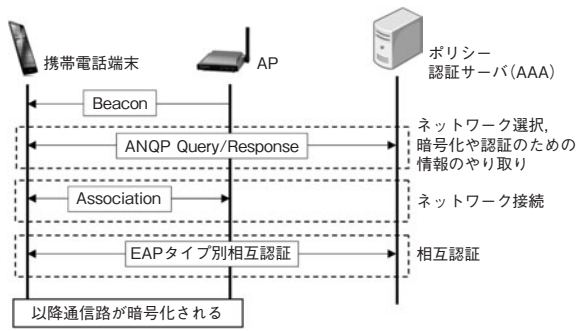 携帯電話端末
AP
ポリシー
認証サーバ(AAA)
Beacon
ANQP Query/Response
ネットワーク選択,
暗号化や認証のための
情報のやり取り
Association
ネットワーク接続
EAPタイプ別相互認証
相互認証
以降通信路が暗号化される